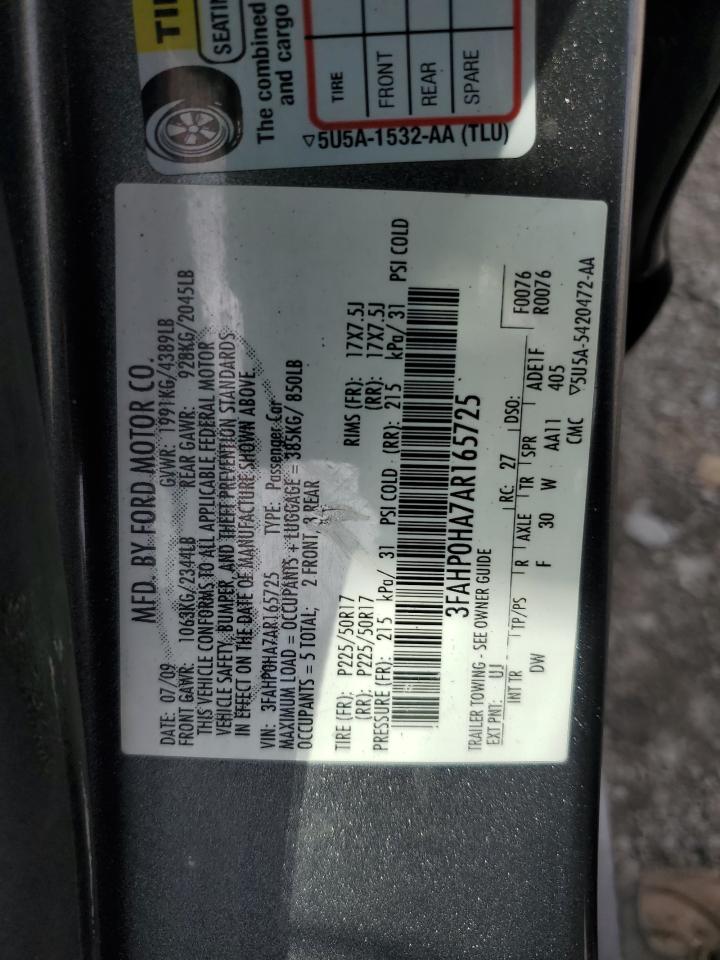 TI
SEATIN
The combined
and cargo
TIRE
FRONT
REAR
SPARE
5U5A-1532-AA (TLU)
MFD. BY FORD MOTOR CO.
DATE: 07/09 GVWR: 1991KG/4389LB
FRONT GAWR: 1063KG/2344LB REAR GAWR: 928KG/2045LB
THIS VEHICLE CONFORMS TO ALL APPLICABLE FEDERAL MOTOR
VEHICLE SAFETY, BUMPER, AND THEFT PREVENTION STANDARDS
IN EFFECT ON THE DATE OF MANUFACTURE SHOWN ABOVE.
VIN: 3FAHP0HA7AR165725 TYPE: Passenger Car
MAXIMUM LOAD = OCCUPANTS + LUGGAGE = 385KG/ 850LB
OCCUPANTS = 5 TOTAL; 2 FRONT, 3 REAR
TIRE (FR): P225/50R17 RIMS (FR): 17X7.5J
(RR): P225/50R17 (RR): 17X7.5J
PRESSURE (FR): 215 kPa/ 31 PSI COLD (RR): 215 kPa/ 31 PSI COLD
3FAHP0HA7AR165725
TRAILER TOWING - SEE OWNER GUIDE
EXT PNT: UJ RC: 27 DSO: F0076
R0076
INT TR TP/PS R AXLE TR SPR ADE1F
DW F 30 W AA11 405
CMC 5U5A-5420472-AA